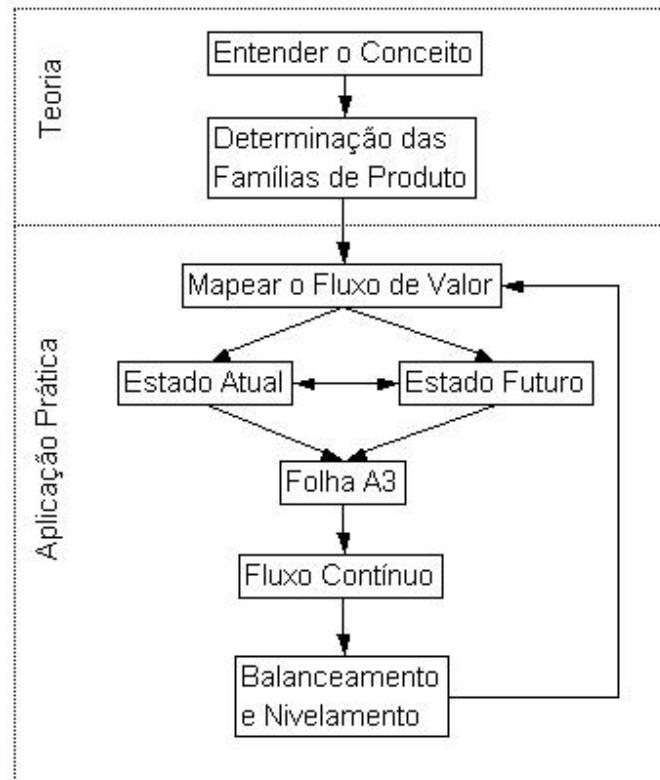 Teoria
Entender o Conceito
Determinação das
Famílias de Produto
Aplicação Prática
Mapear o Fluxo de Valor
Estado Atual
Estado Futuro
Folha A3
Fluxo Contínuo
Balanceamento
e Nivelamento